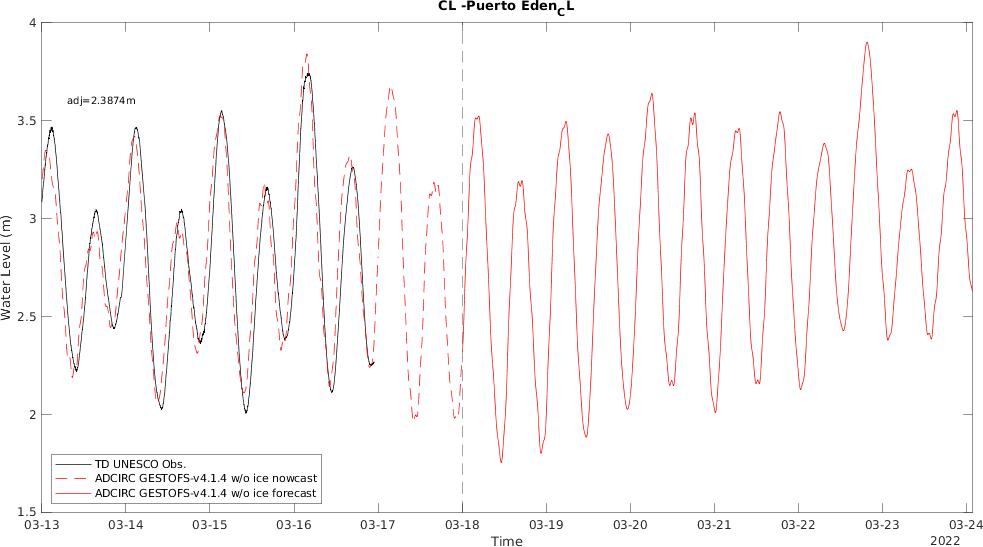 CL -Puerto Eden_CL
4
adj=2.3874m
3.5
3
2.5
2
1.5
Water Level (m)
TD UNESCO Obs.
ADCIRC GESTOFS-v4.1.4 w/o ice nowcast
ADCIRC GESTOFS-v4.1.4 w/o ice forecast
03-13 03-14 03-15 03-16 03-17 03-18 03-19 03-20 03-21 03-22 03-23 03-24
Time
2022